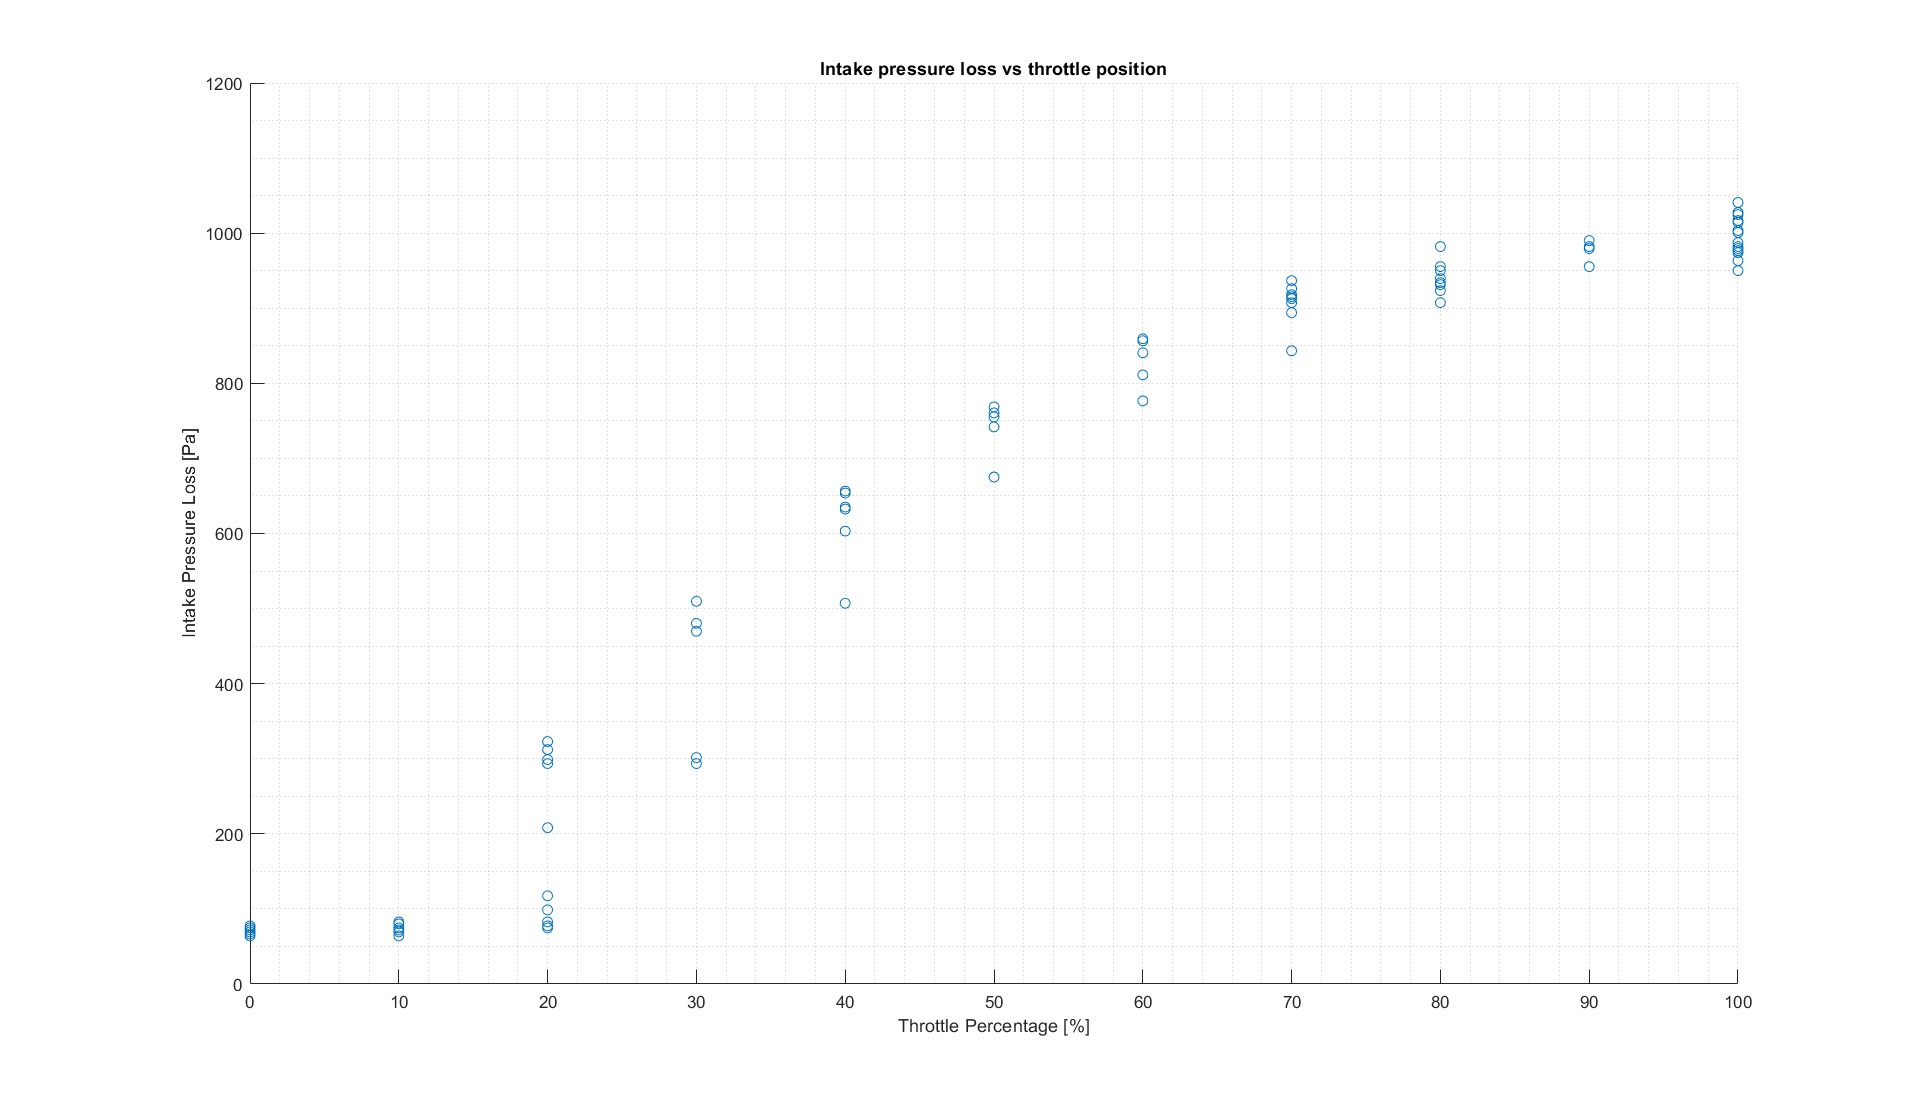 Intake pressure loss vs throttle position
1200
1000
800
600
400
200
0
Intake Pressure Loss [Pa]
0 10 20 30 40 50 60 70 80 90 100
Throttle Percentage [%]